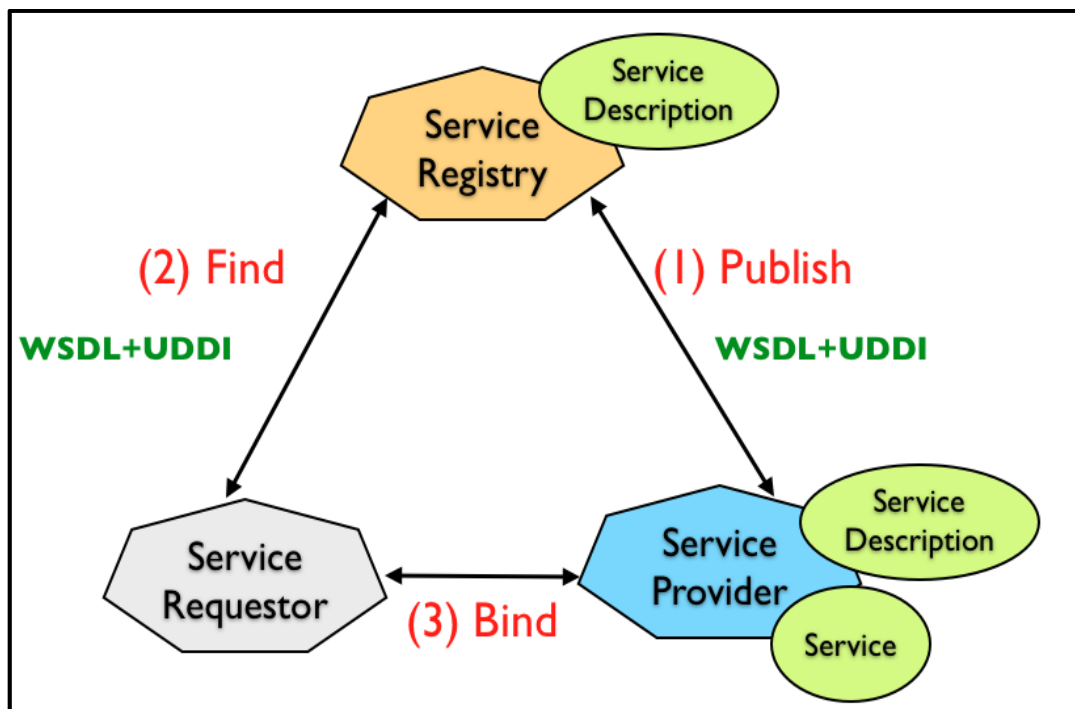 Service
Description
Service
Registry
(2) Find
(1) Publish
WSDL+UDDI
WSDL+UDDI
Service
Description
Service
Provider
Service
Requestor
(3) Bind
Service